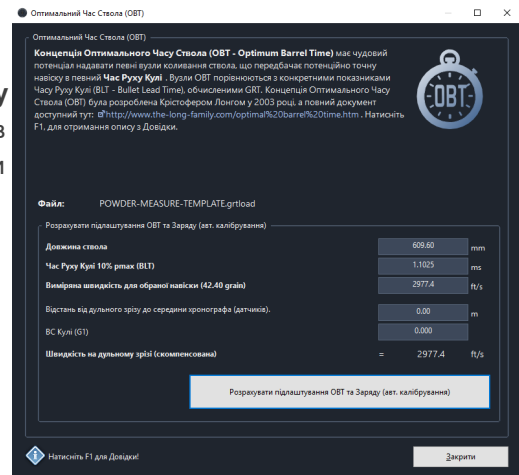 Оптимальний Час Ствола (OBT)
Оптимальний Час Ствола (OBT)
Концепція Оптимального Часу Ствола (OBT - Optimum Barrel Time) має чудовий
потенціал надавати певні вузли коливання ствола, що передбачає потенційно точну
навіску в певний Час Руху Кулі . Вузли OBT порівнюються з конкретними показниками
Часу Руху Кулі (BLT - Bullet Lead Time), обчисленими GRT. Концепція Оптимального Часу
Ствола (OBT) була розроблена Крістофером Лонгом у 2003 році, а повний документ
доступний тут: http://www.the-long-family.com/optimal%20barrel%20time.htm . Натисніть
F1, для отримання опису з Довідки.
OBT
у
в
и
Файл: POWDER-MEASURE-TEMPLATE.grtload
Розрахувати підлаштування OBT та Заряду (авт. калібрування)
Довжина ствола 609.60 mm
Час Руху Кулі 10% pmax (BLT) 1.1025 ms
Виміряна швидкість для обраної навіски (42.40 grain) 2977.4 ft/s
Відстань від дульного зрізу до середини хронографа (датчиків). 0.00 m
BC Кулі (G1) 0.000
Швидкість на дульному зрізі (скомпенсована) = 2977.4 ft/s
Розрахувати підлаштування OBT та Заряду (авт. калібрування)
Натисніть F1 для Довідки!
Закрити